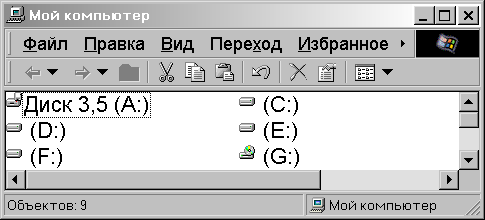 Мой компьютер
Файл Правка Вид Переход Избранное
Диск 3,5 (A:) (C:)
(D:) (E:)
(F:) (G:)
Объектов: 9 Мой компьютер